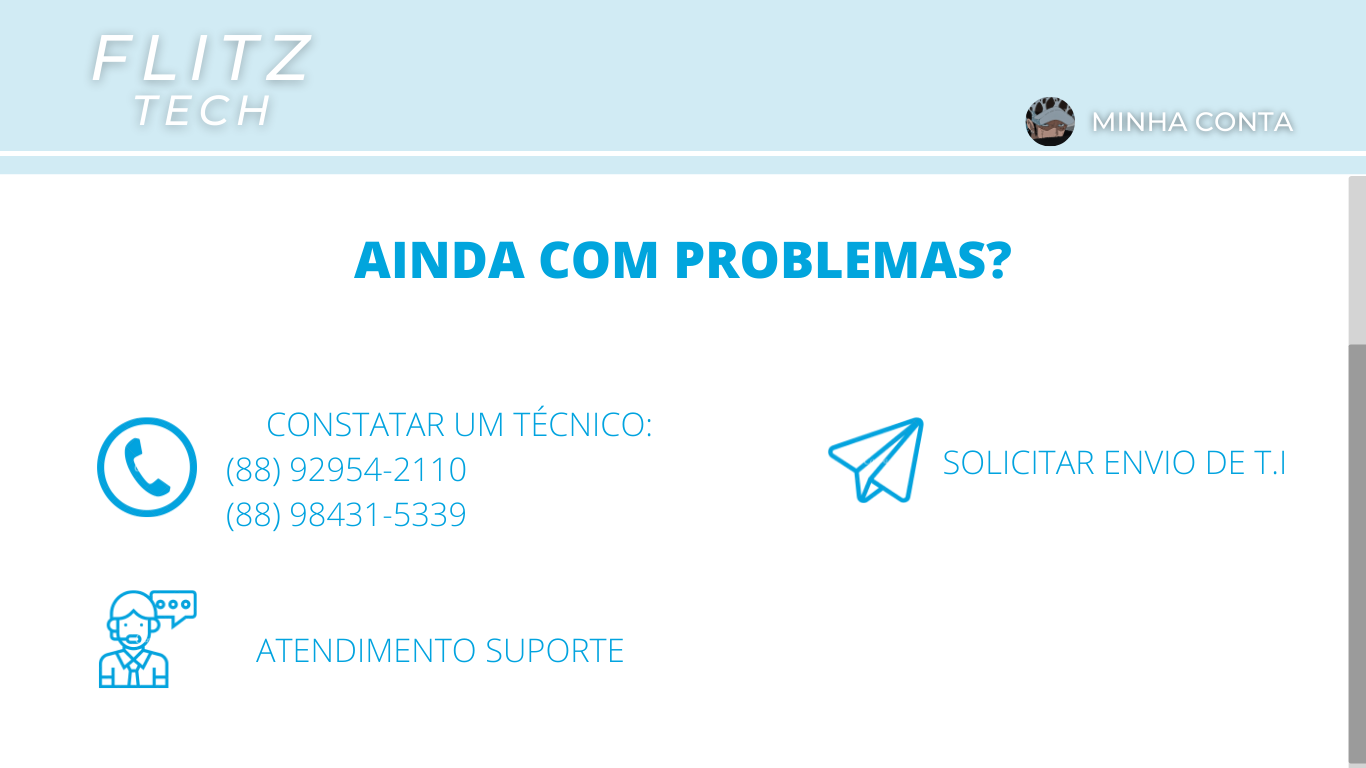 FLITZ
TECH
MINHA CONTA
AINDA COM PROBLEMAS?
CONSTATAR UM TÉCNICO:
(88) 92954-2110
(88) 98431-5339
SOLICITAR ENVIO DE T.I
ATENDIMENTO SUPORTE